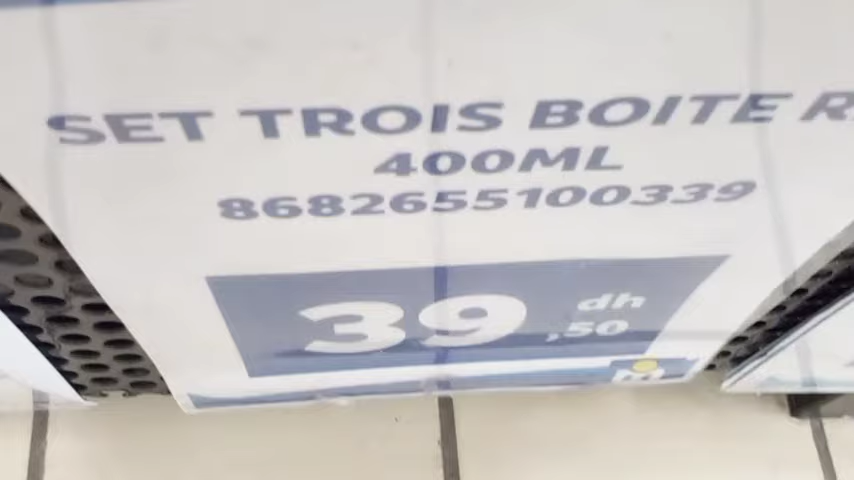 SET TROIS BOITE R
400ML
8682655100339
39 dh
,50
m